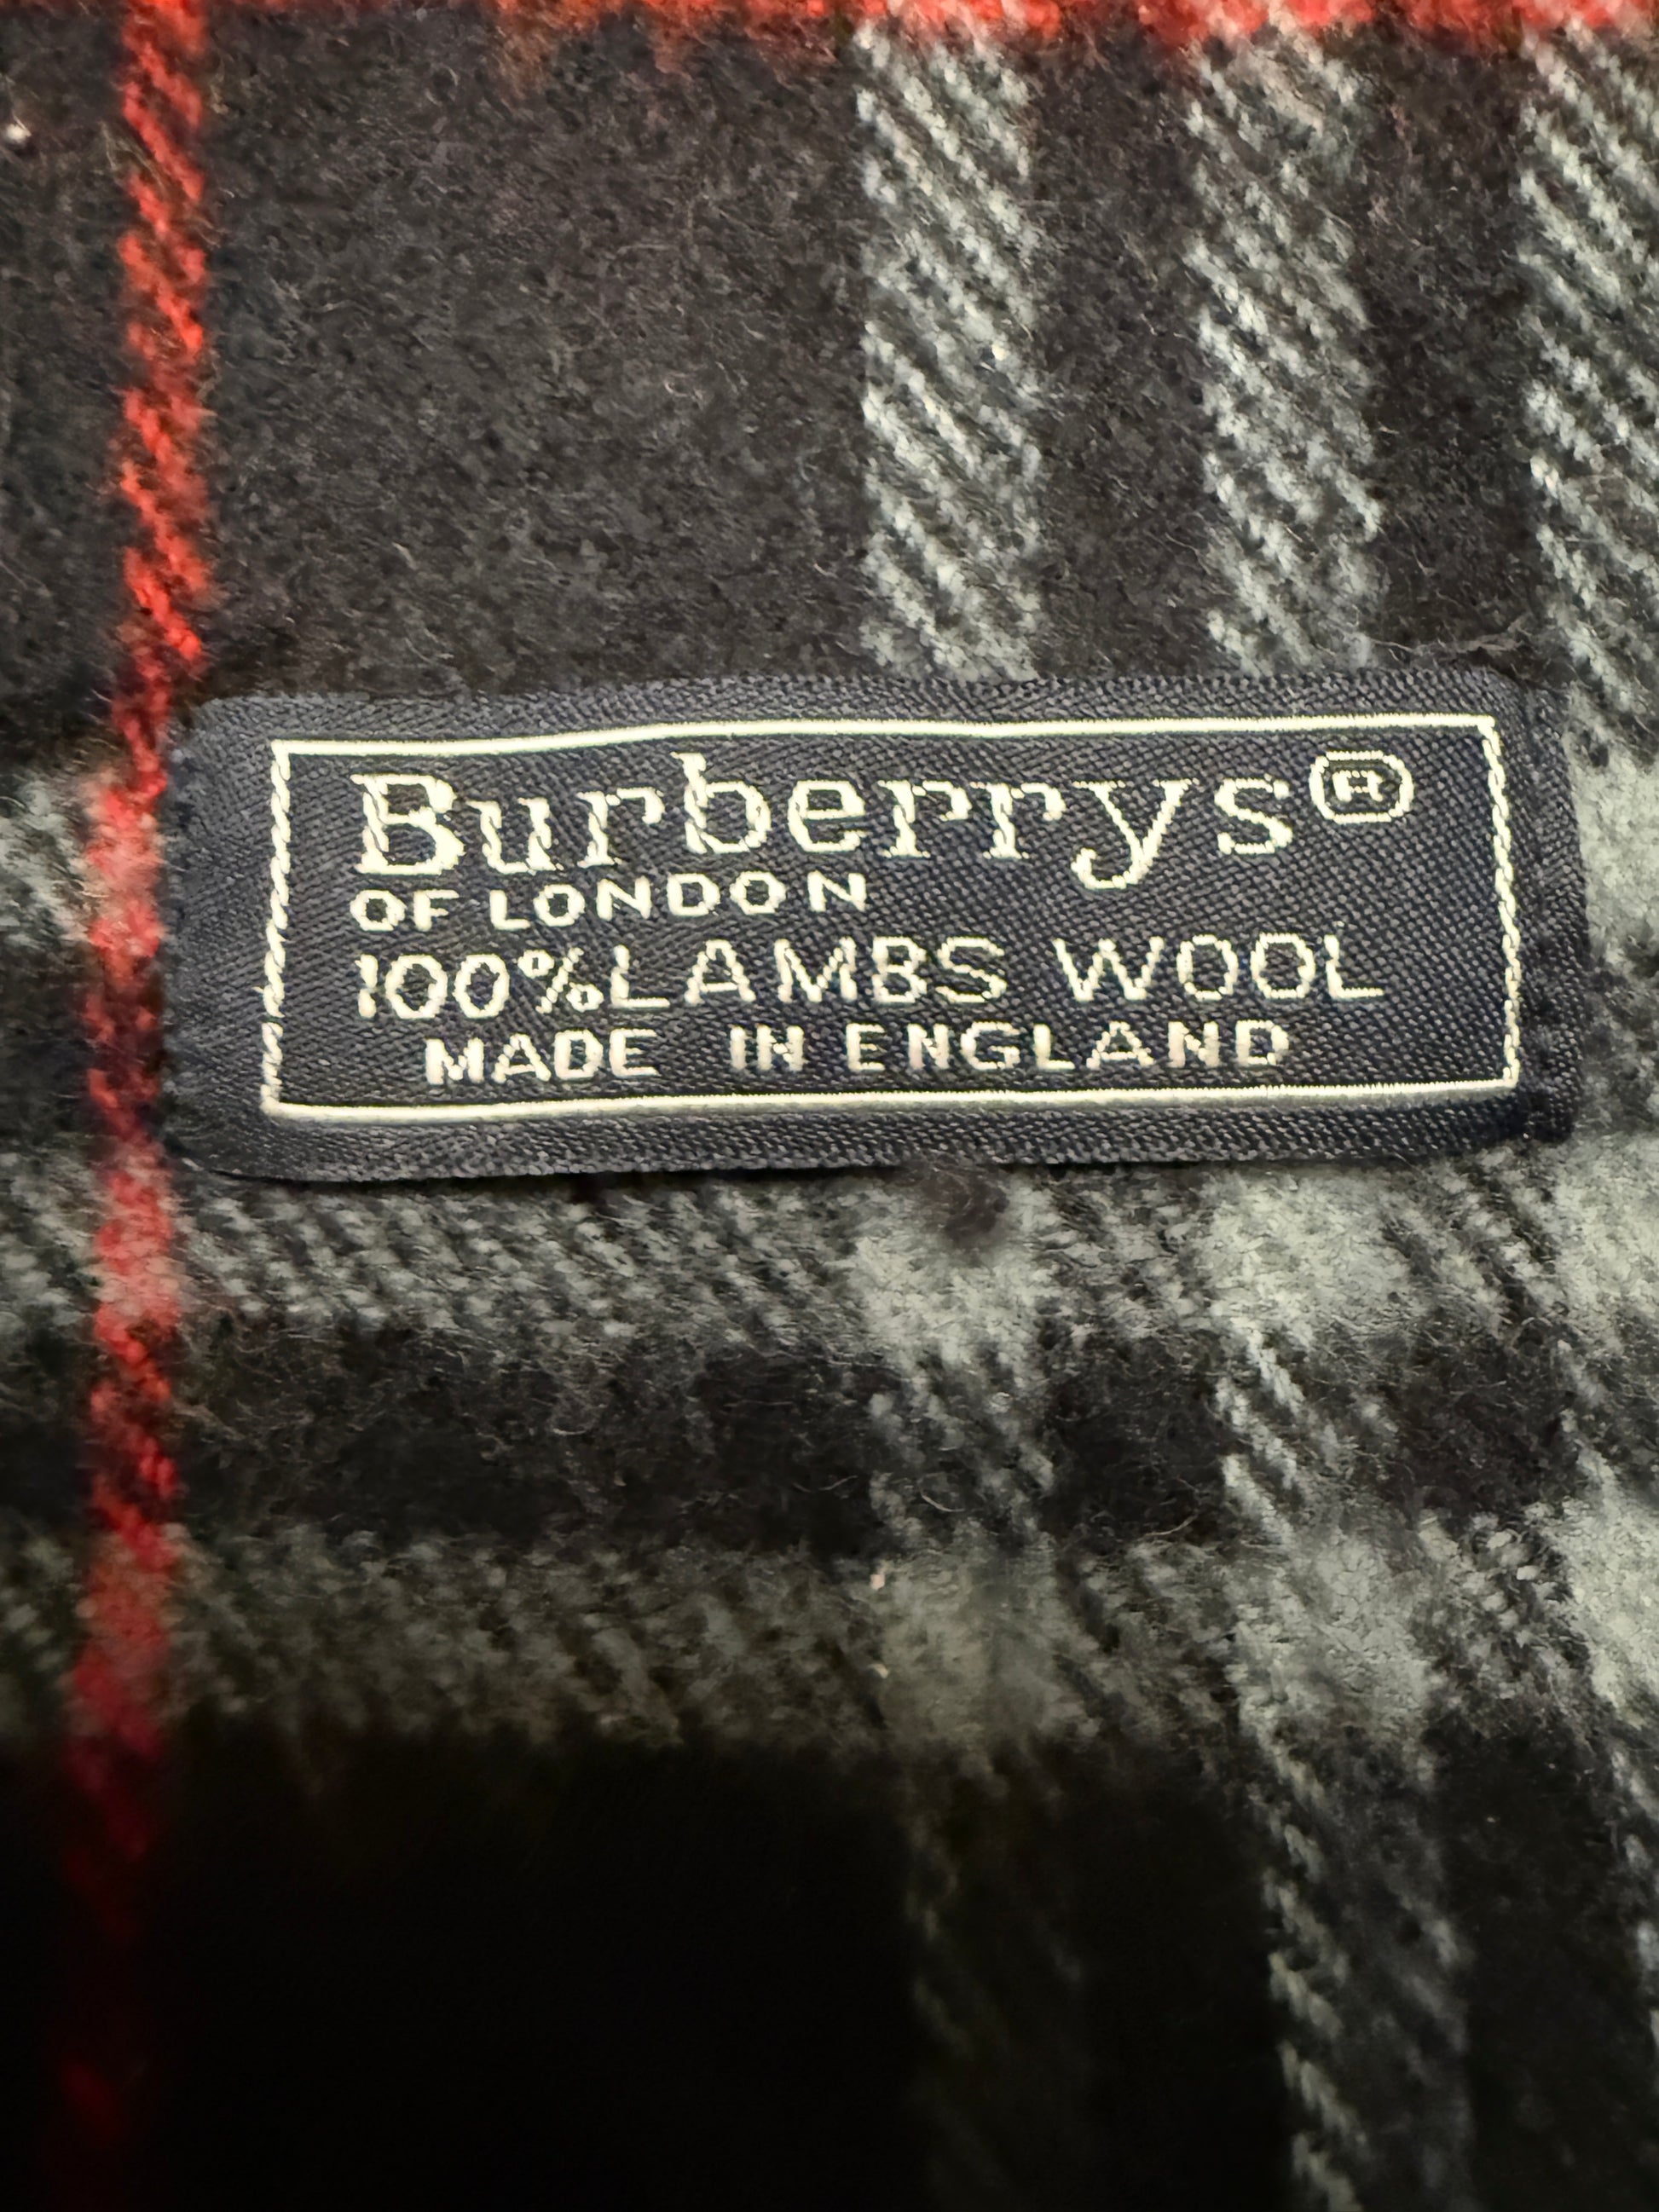 Burberrys®
OF LONDON
100% LAMBS WOOL
MADE IN ENGLAND